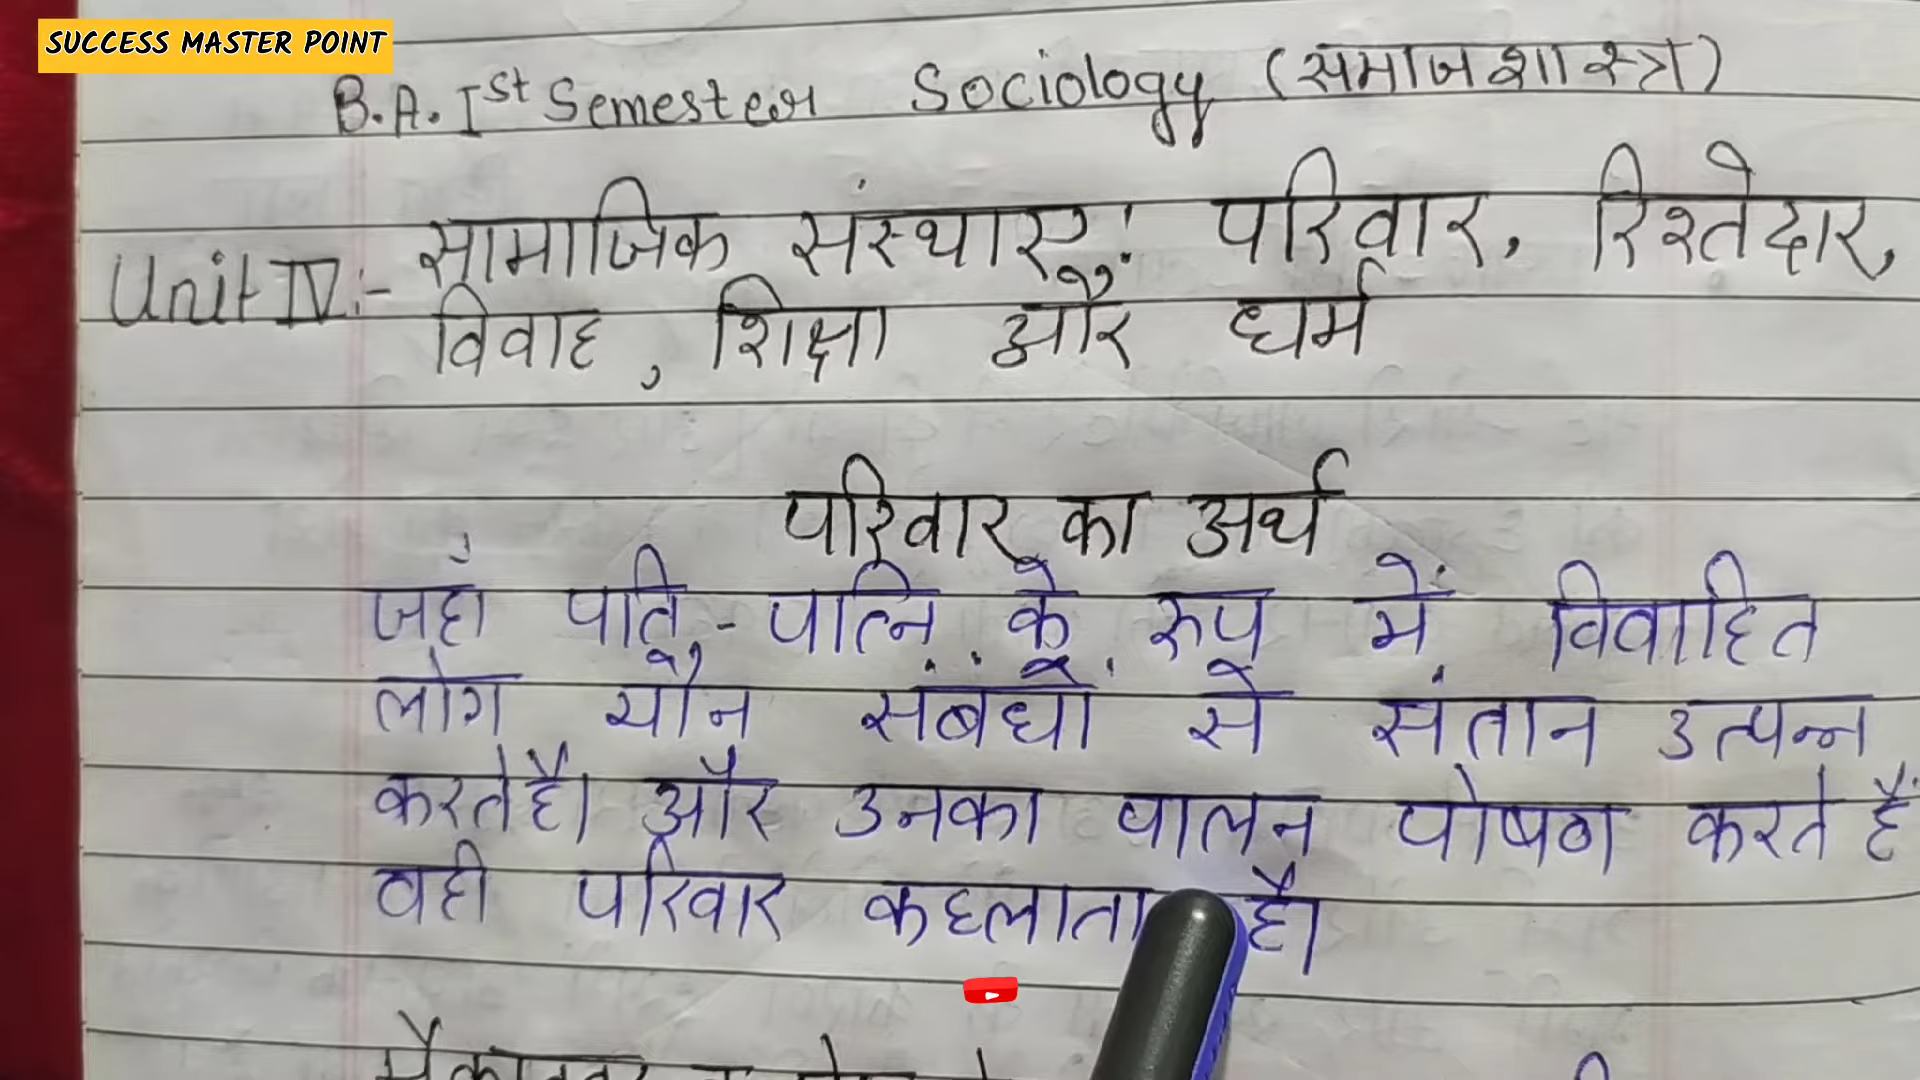 SUCCESS MASTER POINT
B.A. Ist Semester Sociology (समाजशास्त्र)
Unit IV:- सामाजिक संस्थाएं: परिवार, रिश्तेदार,
विवाह, शिक्षा और धर्म
परिवार का अर्थ
जहाँ पति-पत्नि के रूप में विवाहित
लोग यौन संबंधों से संतान उत्पन्न
करते है। और उनका पालन पोषण करते हैं
वही परिवार कहलाता है।